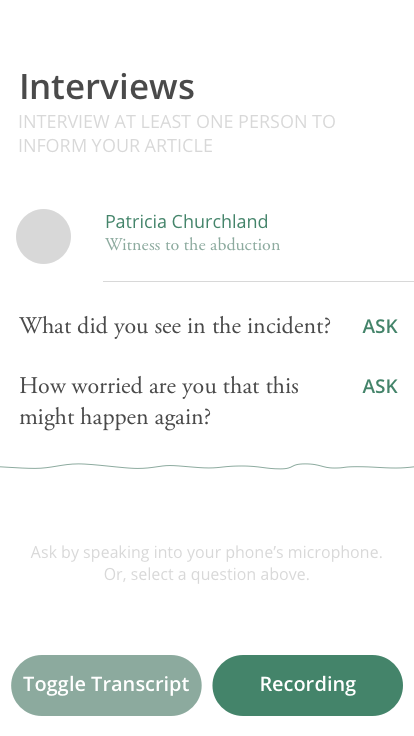 Interviews
INTERVIEW AT LEAST ONE PERSON TO
INFORM YOUR ARTICLE
Patricia Churchland
Witness to the abduction
What did you see in the incident? ASK
How worried are you that this ASK
might happen again?
Ask by speaking into your phone's microphone.
Or, select a question above.
Toggle Transcript Recording